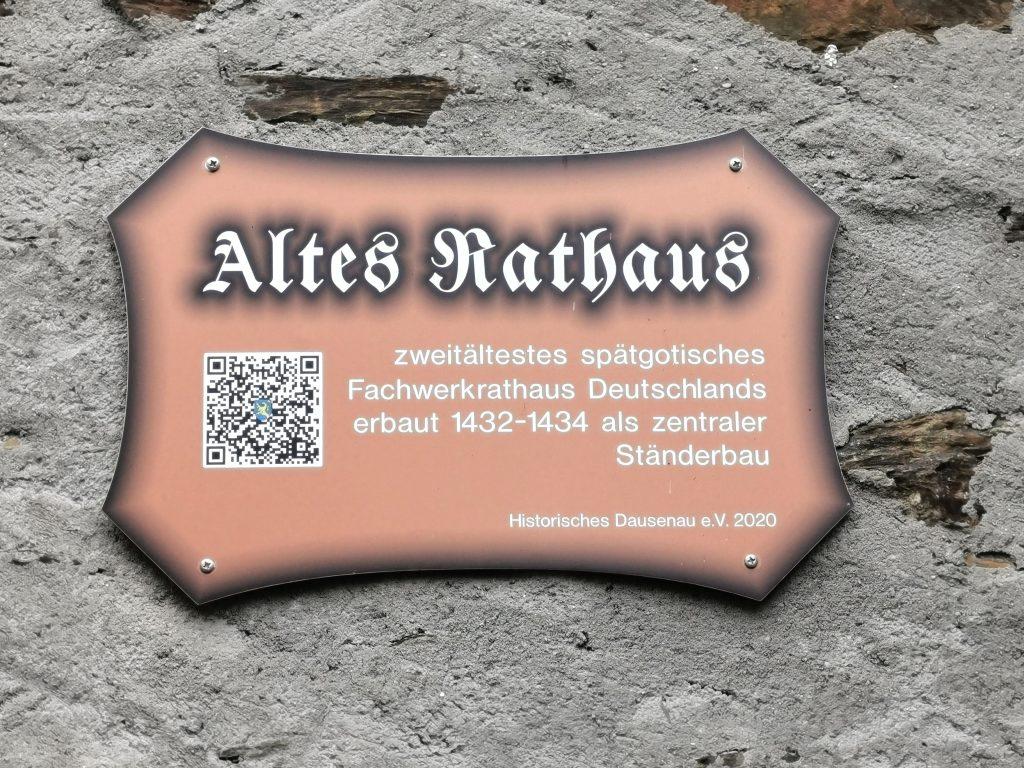 Altes Rathaus
zweitältestes spätgotisches
Fachwerkrathaus Deutschlands
erbaut 1432-1434 als zentraler
Ständerbau
Historisches Dausenau e.V. 2020